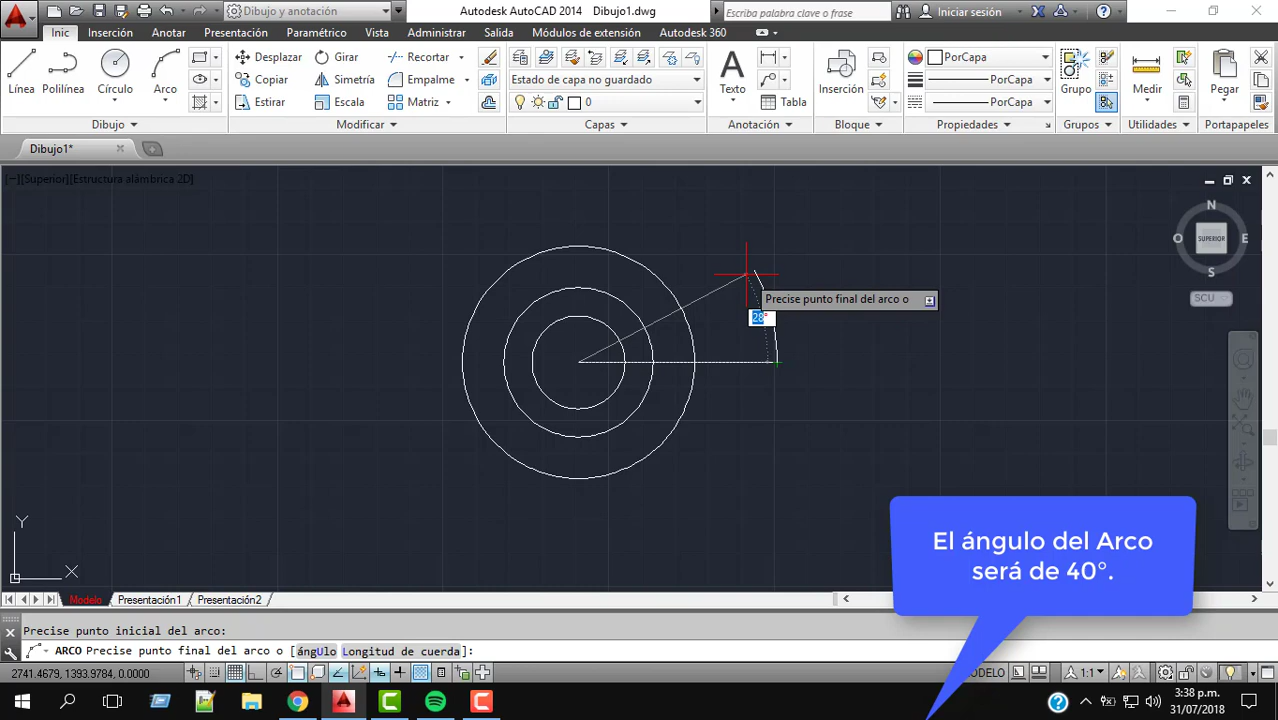 Dibujo y anotación
Autodesk AutoCAD 2014 Dibujo1.dwg
Escriba palabra clave o frase
Iniciar sesión
Inic Inserción Anotar Presentación Paramétrico Vista Administrar Salida Módulos de extensión Autodesk 360
Línea Polilínea Círculo Arco
Desplazar Girar Recortar
Copiar Simetría Empalme
Estirar Escala Matriz
Estado de capa no guardado
0
Texto Tabla
Inserción
PorCapa
PorCapa
PorCapa
Grupo Medir Pegar
Dibujo Modificar Capas Anotación Bloque Propiedades Grupos Utilidades Portapapeles
Dibujo1*
[−][Superior][Estructura alámbrica 2D]
N
O SUPERIOR E
S
SCU
Precise punto final del arco o
28°
El ángulo del Arco
será de 40°.
Y
X
Modelo Presentación1 Presentación2
Precise punto inicial del arco:
ARCO Precise punto final del arco o [ángUlo Longitud de cuerda]:
2741.4679, 1393.9784, 0.0000
MODELO
1:1
3:38 p.m.
31/07/2018